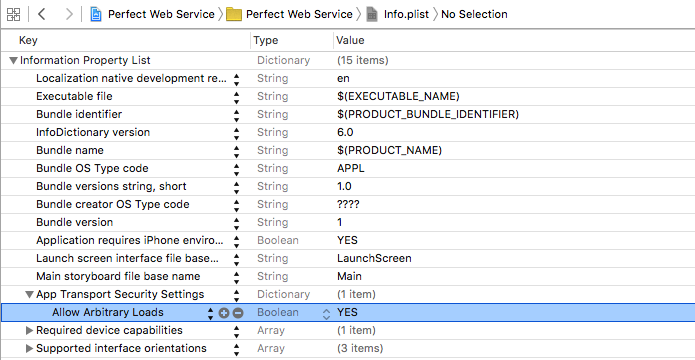 Perfect Web Service Perfect Web Service Info.plist No Selection
Key Type Value
Information Property List Dictionary (15 items)
Localization native development re... String en
Executable file String $(EXECUTABLE_NAME)
Bundle identifier String $(PRODUCT_BUNDLE_IDENTIFIER)
InfoDictionary version String 6.0
Bundle name String $(PRODUCT_NAME)
Bundle OS Type code String APPL
Bundle versions string, short String 1.0
Bundle creator OS Type code String ????
Bundle version String 1
Application requires iPhone enviro... Boolean YES
Launch screen interface file base... String LaunchScreen
Main storyboard file base name String Main
App Transport Security Settings Dictionary (1 item)
Allow Arbitrary Loads Boolean YES
Required device capabilities Array (1 item)
Supported interface orientations Array (3 items)